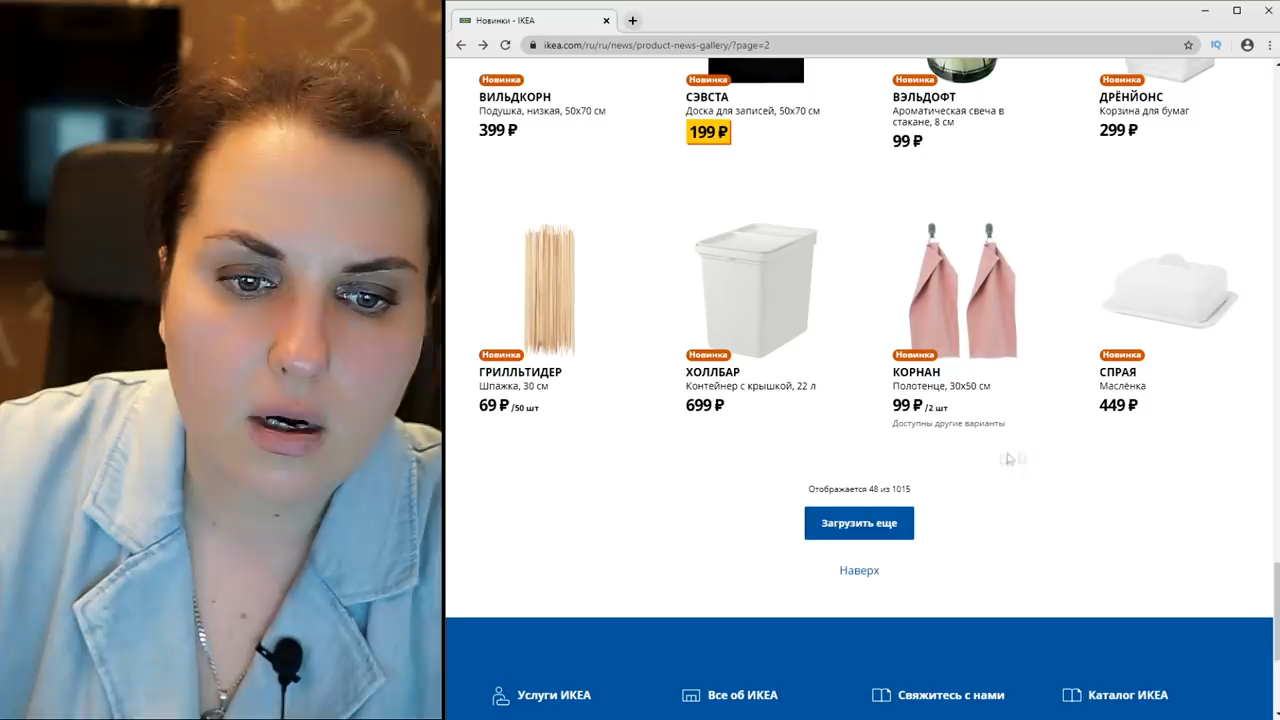 Новинки - IKEA
ikea.com/ru/ru/news/product-news-gallery/?page=2
IQ
Новинка
ВИЛЬДКОРН
Подушка, низкая, 50x70 см
399 ₽
Новинка
СЭВСТА
Доска для записей, 50x70 см
199 ₽
Новинка
ВЭЛЬДОФТ
Ароматическая свеча в
стакане, 8 см
99 ₽
Новинка
ДРЁНЙОНС
Корзина для бумаг
299 ₽
Новинка
ГРИЛЛЬТИДЕР
Шпажка, 30 см
69 ₽ /50 шт
Новинка
ХОЛЛБАР
Контейнер с крышкой, 22 л
699 ₽
Новинка
КОРНАН
Полотенце, 30x50 см
99 ₽ /2 шт
Доступны другие варианты
Новинка
СПРАЯ
Маслёнка
449 ₽
Отображается 48 из 1015
Загрузить еще
Наверх
Услуги ИКЕА
Все об ИКЕА
Свяжитесь с нами
Каталог ИКЕА